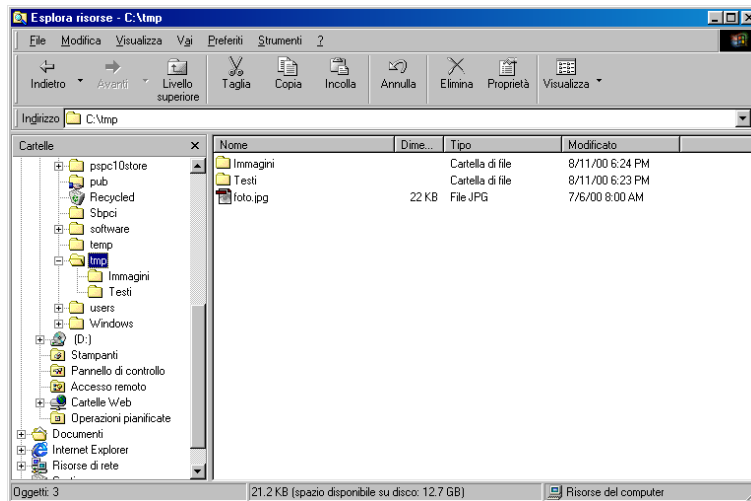 Esplora risorse - C:\tmp
File Modifica Visualizza Vai Preferiti Strumenti ?
Indietro Avanti Livello superiore Taglia Copia Incolla Annulla Elimina Proprietà Visualizza
Indirizzo C:\tmp
Cartelle
Nome Dime... Tipo Modificato
pspc10store
pub
Recycled
Sbpci
software
temp
tmp
Immagini
Testi
users
Windows
(D:)
Stampanti
Pannello di controllo
Accesso remoto
Cartelle Web
Operazioni pianificate
Documenti
Internet Explorer
Risorse di rete
Immagini Cartella di file 8/11/00 6:24 PM
Testi Cartella di file 8/11/00 6:23 PM
foto.jpg 22 KB File JPG 7/6/00 8:00 AM
Oggetti: 3 21.2 KB (spazio disponibile su disco: 12.7 GB) Risorse del computer